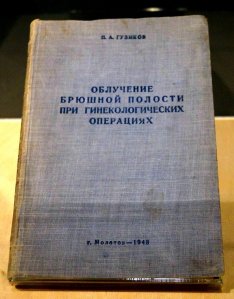 П. А. ГУЗИКОВ
ОБЛУЧЕНИЕ
БРЮШНОЙ ПОЛОСТИ
ПРИ ГИНЕКОЛОГИЧЕСКИХ
ОПЕРАЦИЯХ
г. Молотов—1948